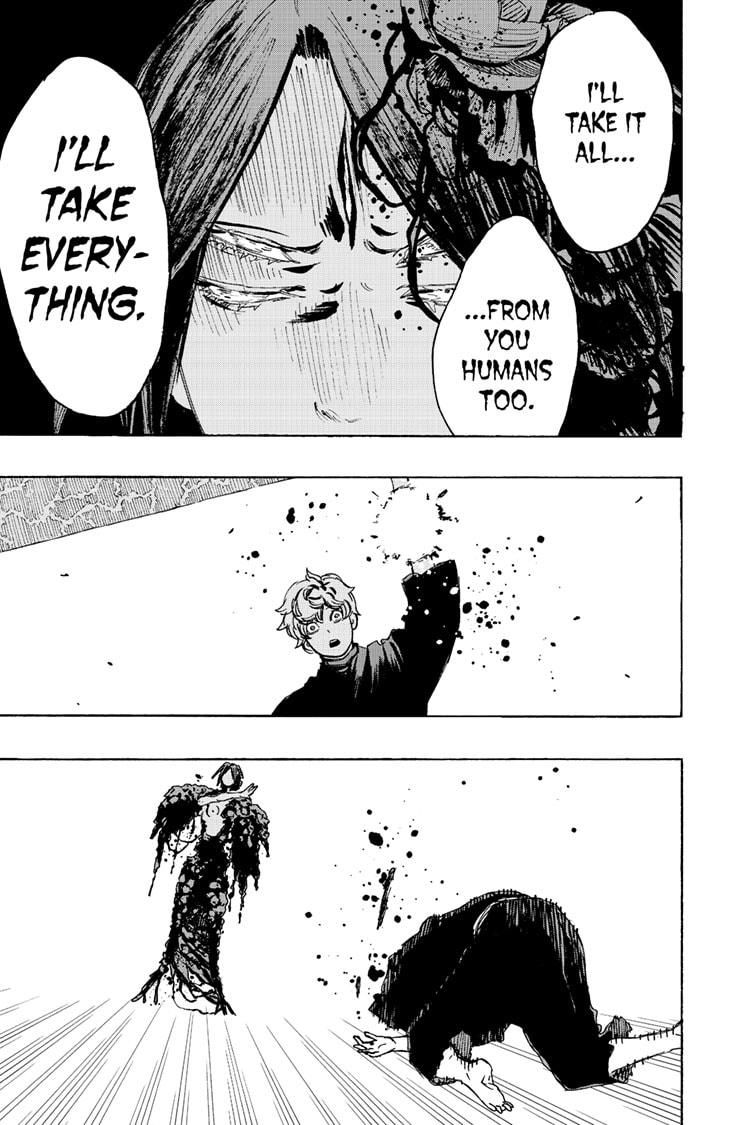 I'LL
TAKE IT
ALL...
...FROM
YOU
HUMANS
TOO.
I'LL
TAKE
EVERY-
THING.